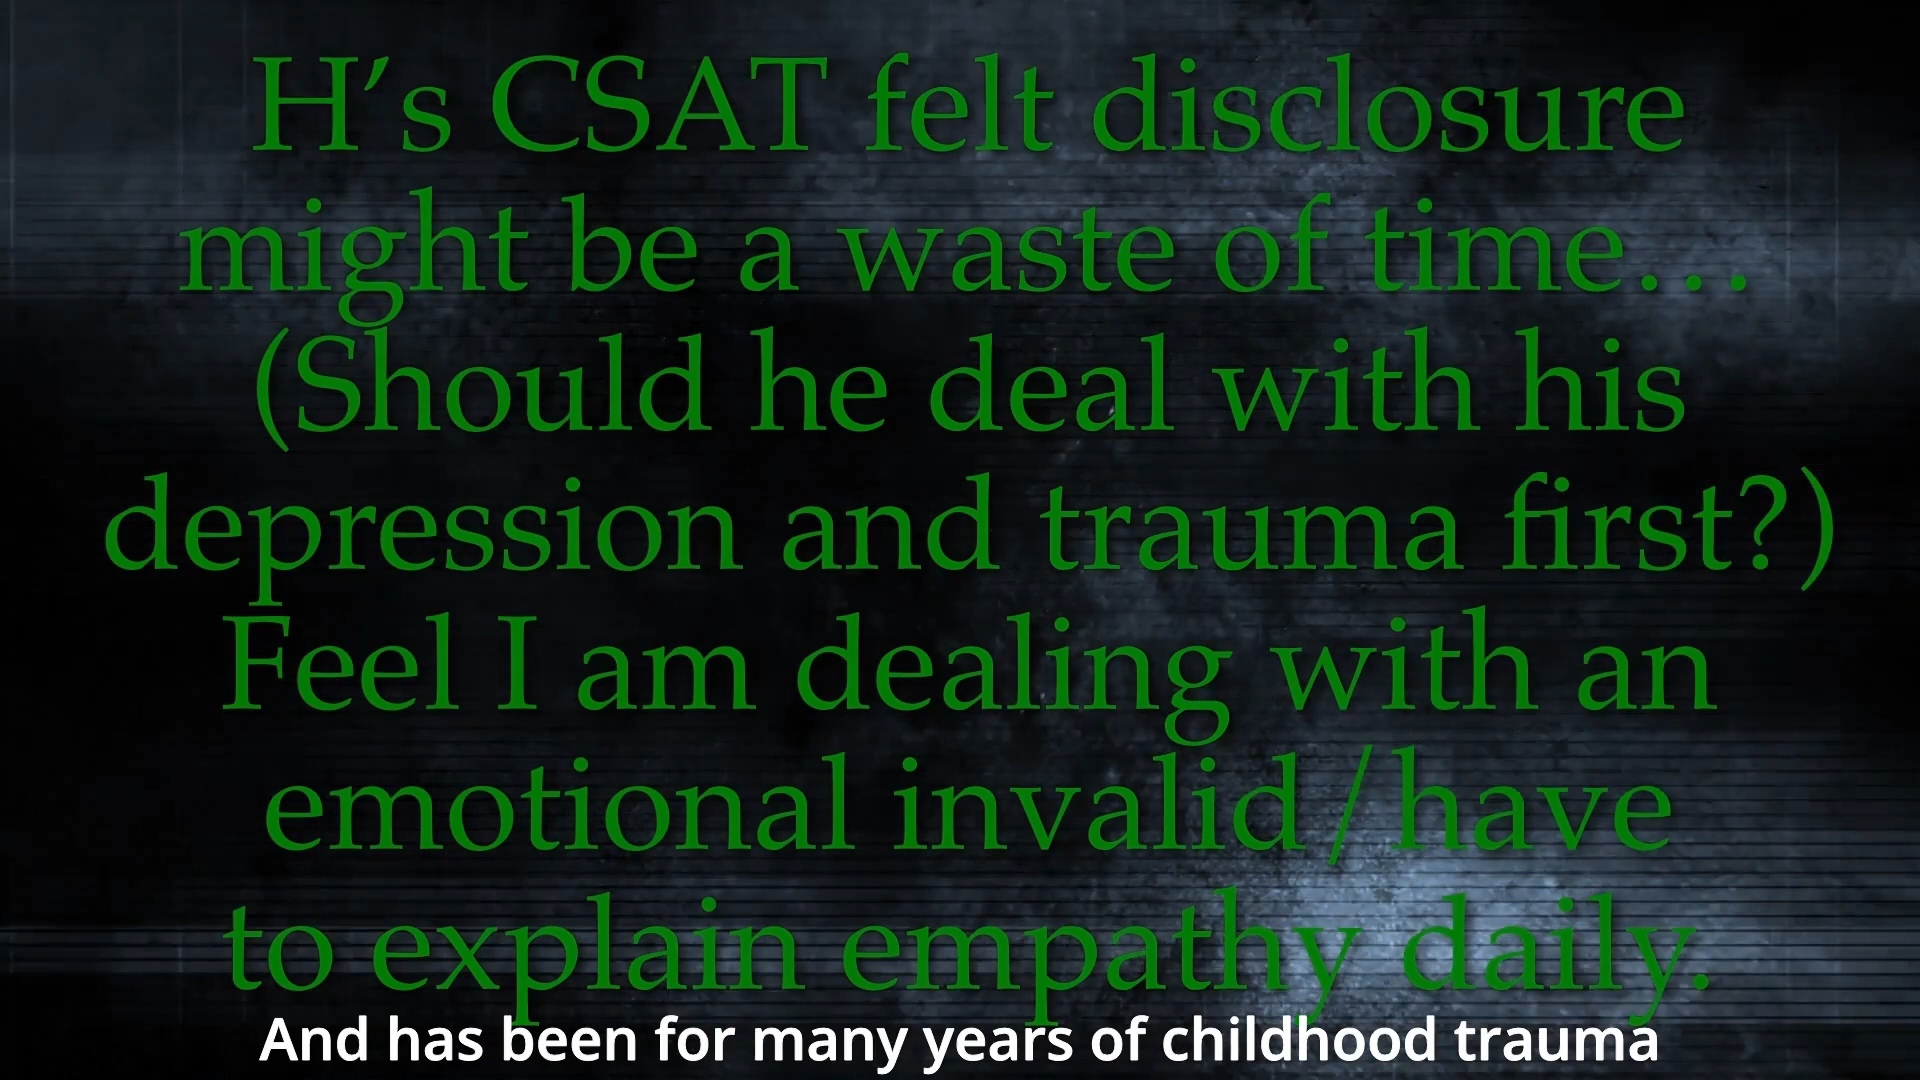 H’s CSAT felt disclosure
might be a waste of time…
(Should he deal with his
depression and trauma first?)
Feel I am dealing with an
emotional invalid/have
to explain empathy daily.
And has been for many years of childhood trauma